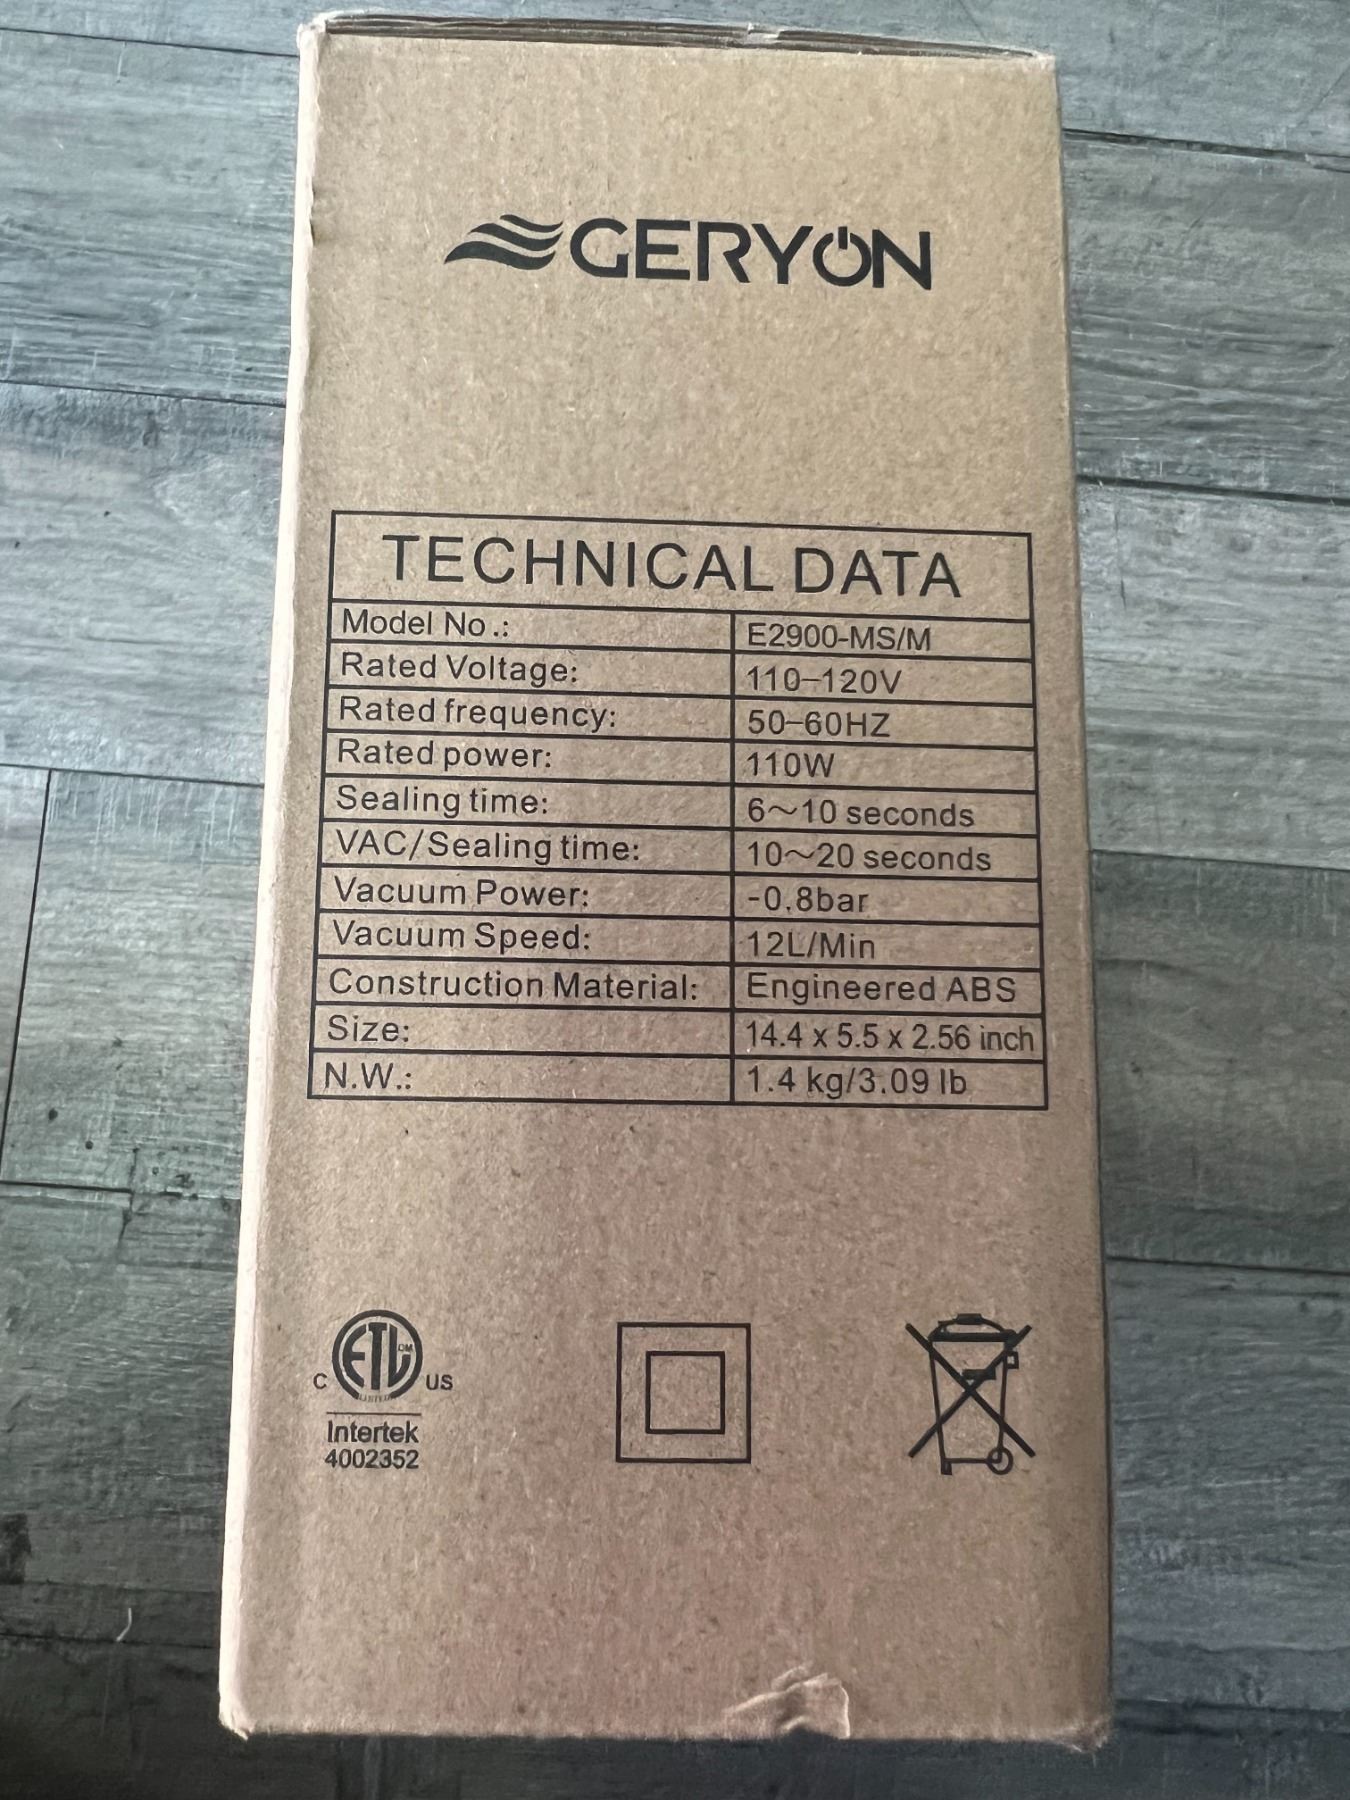 GERYON
TECHNICAL DATA
Model No.: E2900-MS/M
Rated Voltage: 110-120V
Rated frequency: 50-60HZ
Rated power: 110W
Sealing time: 6~10 seconds
VAC/Sealing time: 10~20 seconds
Vacuum Power: -0.8bar
Vacuum Speed: 12L/Min
Construction Material: Engineered ABS
Size: 14.4 x 5.5 x 2.56 inch
N.W.: 1.4 kg/3.09 lb
C ETL US
LISTED
Intertek
4002352